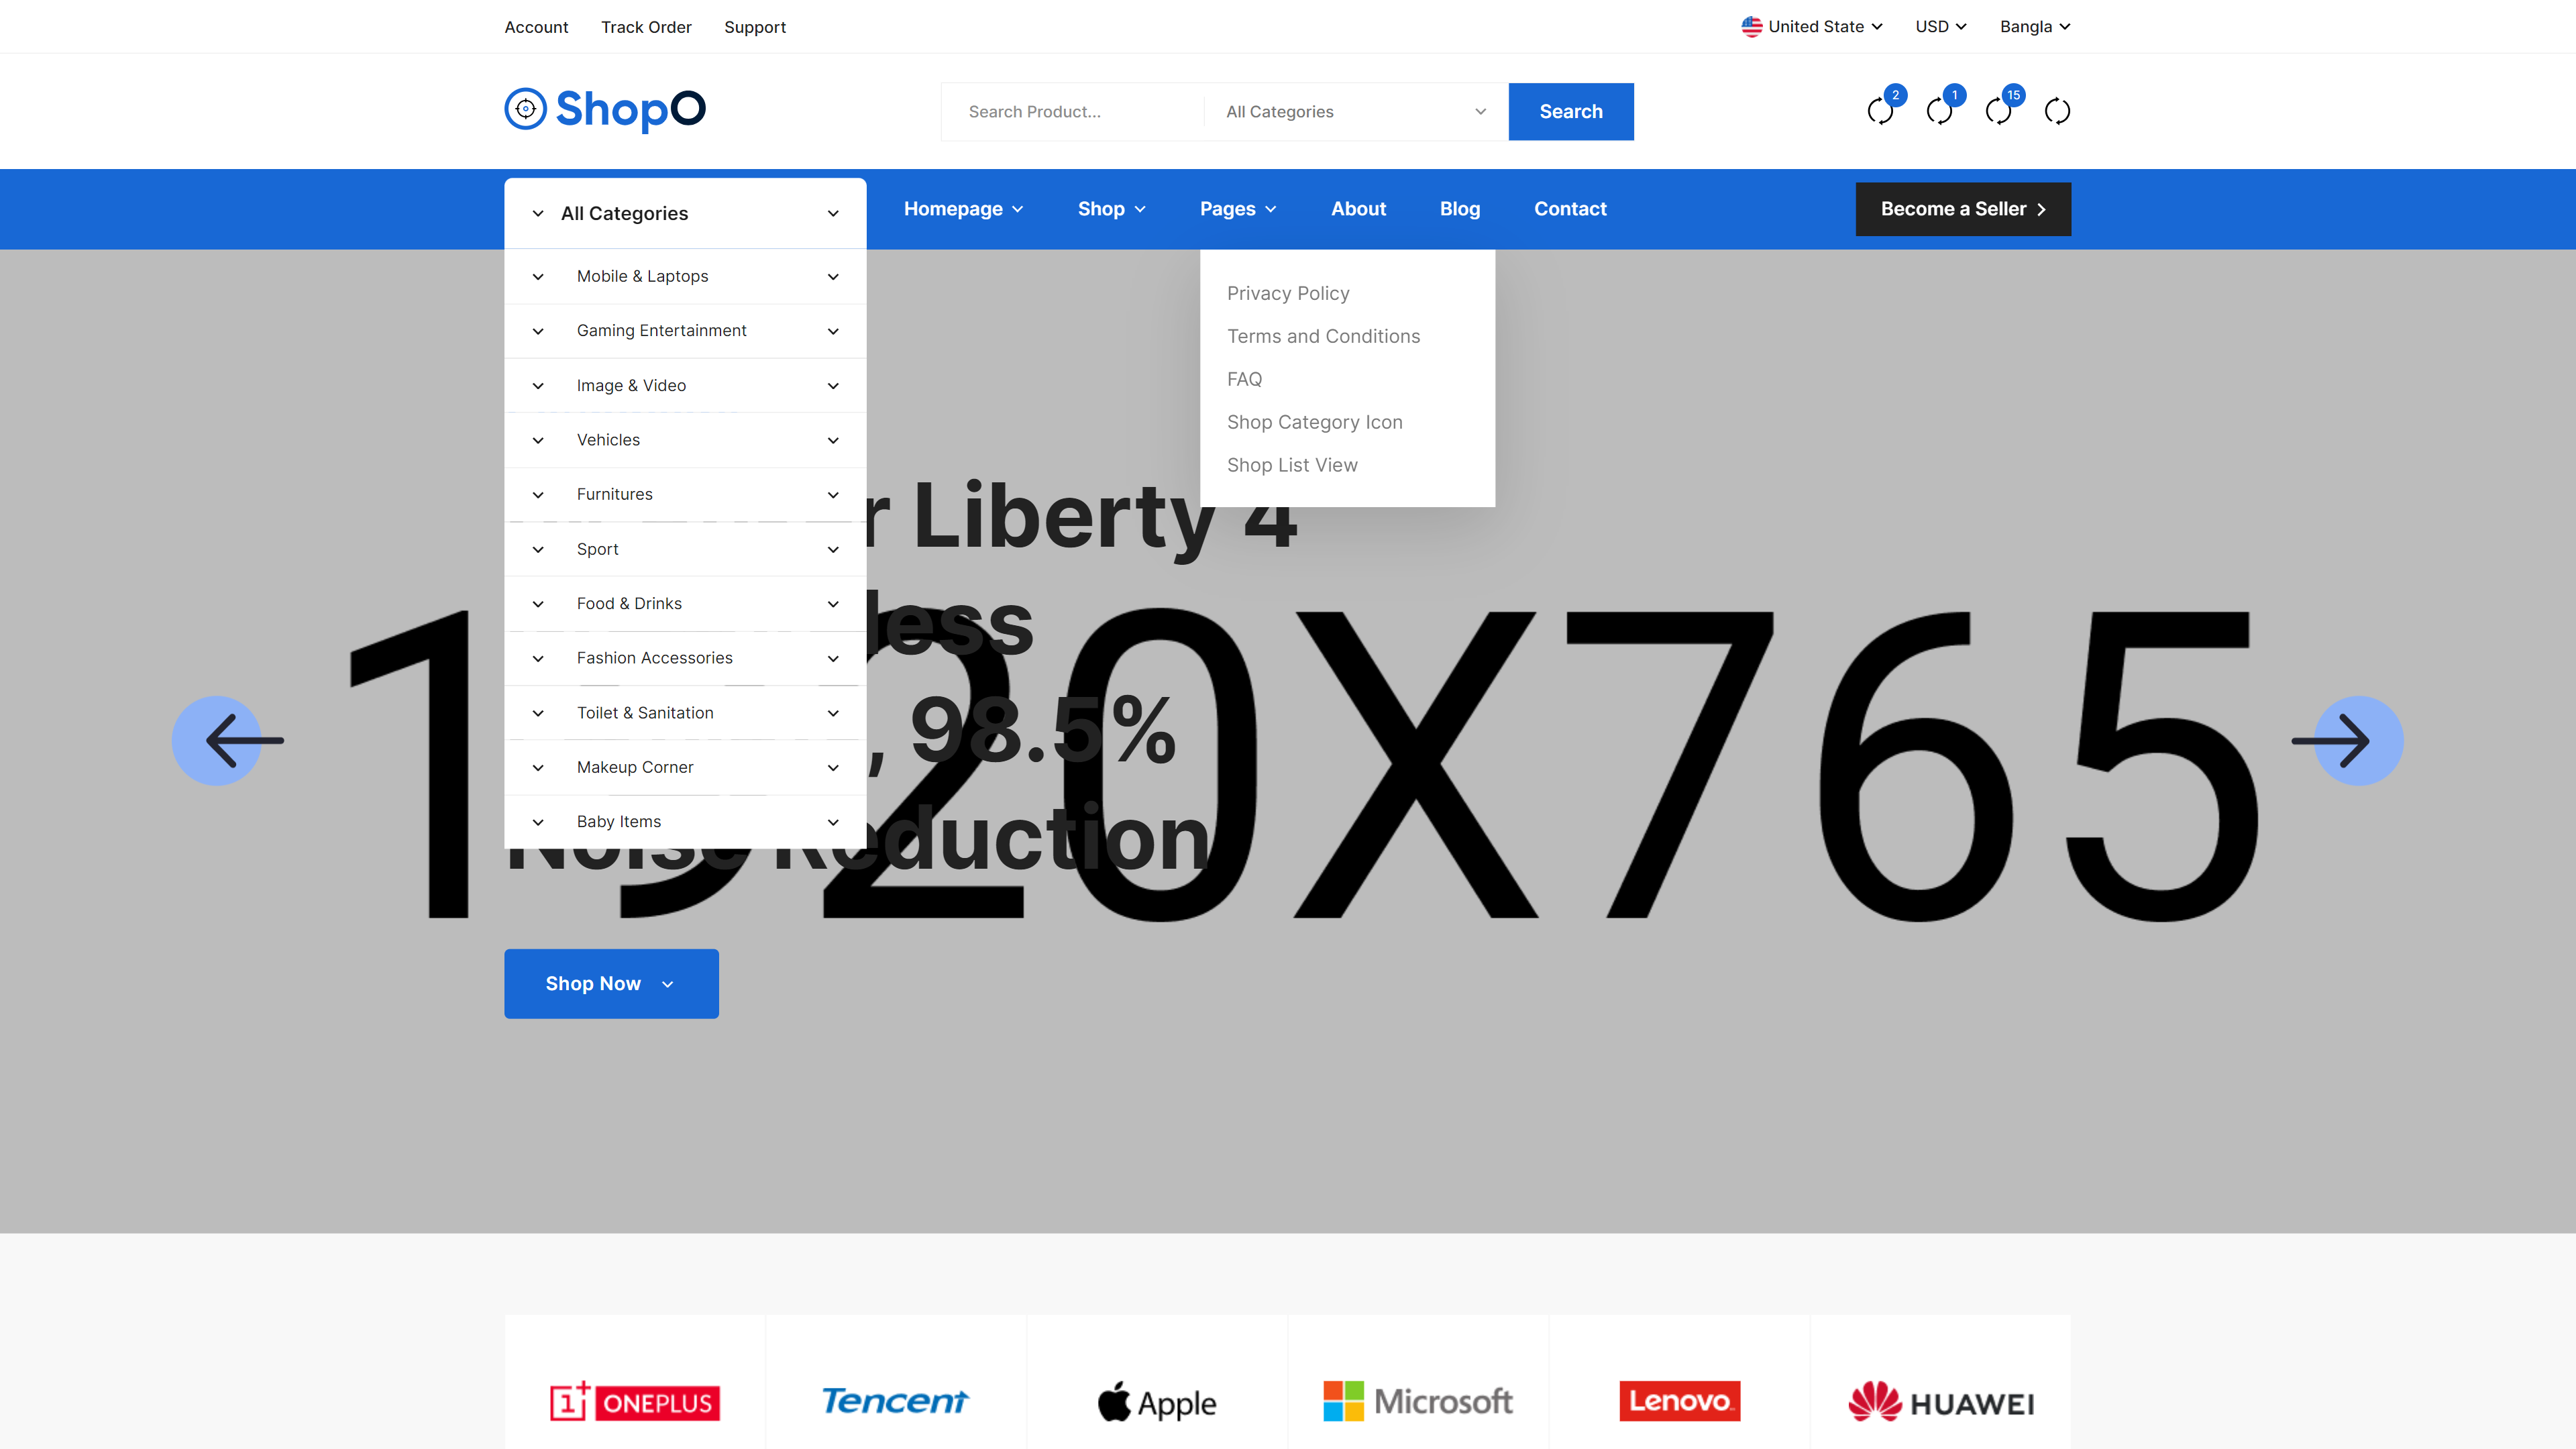 Account Track Order Support
United State USD Bangla
ShopO
Search Product... All Categories Search
2 1 15
All Categories
Homepage Shop Pages About Blog Contact
Become a Seller
Mobile & Laptops
Gaming Entertainment
Image & Video
Vehicles
Furnitures
Sport
Food & Drinks
Fashion Accessories
Toilet & Sanitation
Makeup Corner
Baby Items
Privacy Policy
Terms and Conditions
FAQ
Shop Category Icon
Shop List View
Liberty 4
, 98.5%
Noise Reduction
1920X765
Shop Now
1+ ONEPLUS
Tencent
Apple
Microsoft
Lenovo
HUAWEI